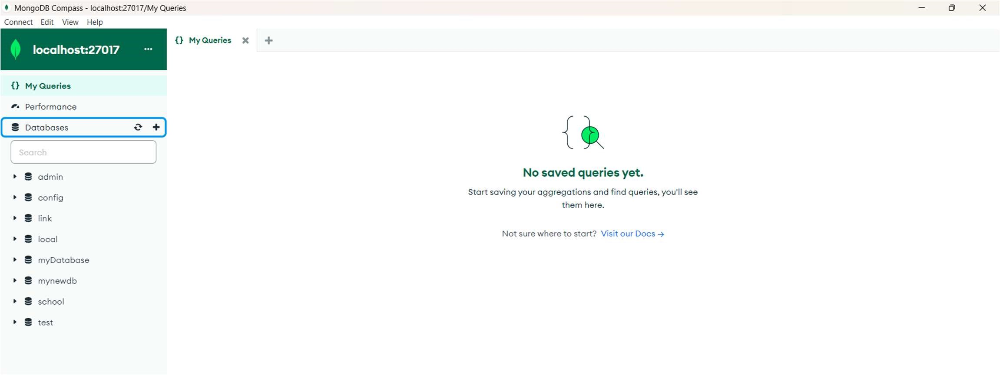 MongoDB Compass - localhost:27017/My Queries
Connect Edit View Help
localhost:27017 ...
{} My Queries
{} My Queries
Performance
Databases
Search
admin
config
link
local
myDatabase
mynewdb
school
test
No saved queries yet.
Start saving your aggregations and find queries, you'll see
them here.
Not sure where to start? Visit our Docs →